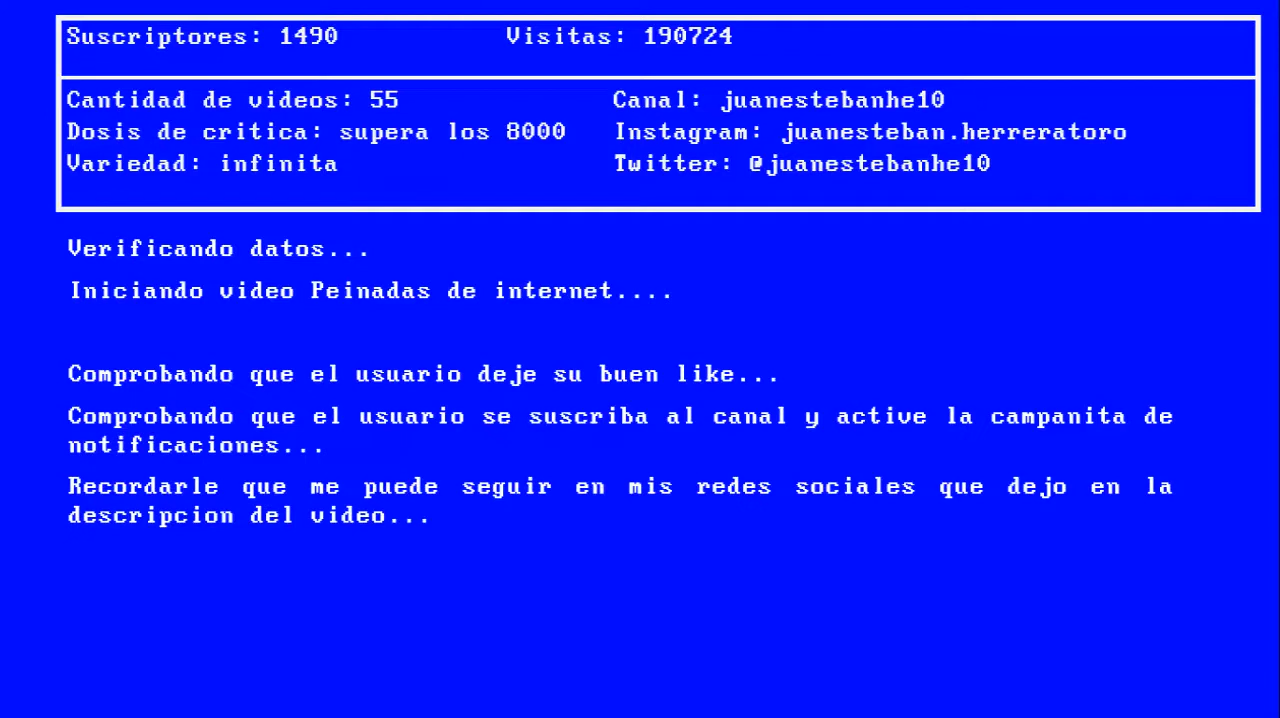 Suscriptores: 1490 Visitas: 190724
Cantidad de videos: 55 Canal: juanestebanhe10
Dosis de critica: supera los 8000 Instagram: juanesteban.herreratoro
Variedad: infinita Twitter: @juanestebanhe10
Verificando datos...
Iniciando video Peinadas de internet....
Comprobando que el usuario deje su buen like...
Comprobando que el usuario se suscriba al canal y active la campanita de
notificaciones...
Recordarle que me puede seguir en mis redes sociales que dejo en la
descripcion del video...